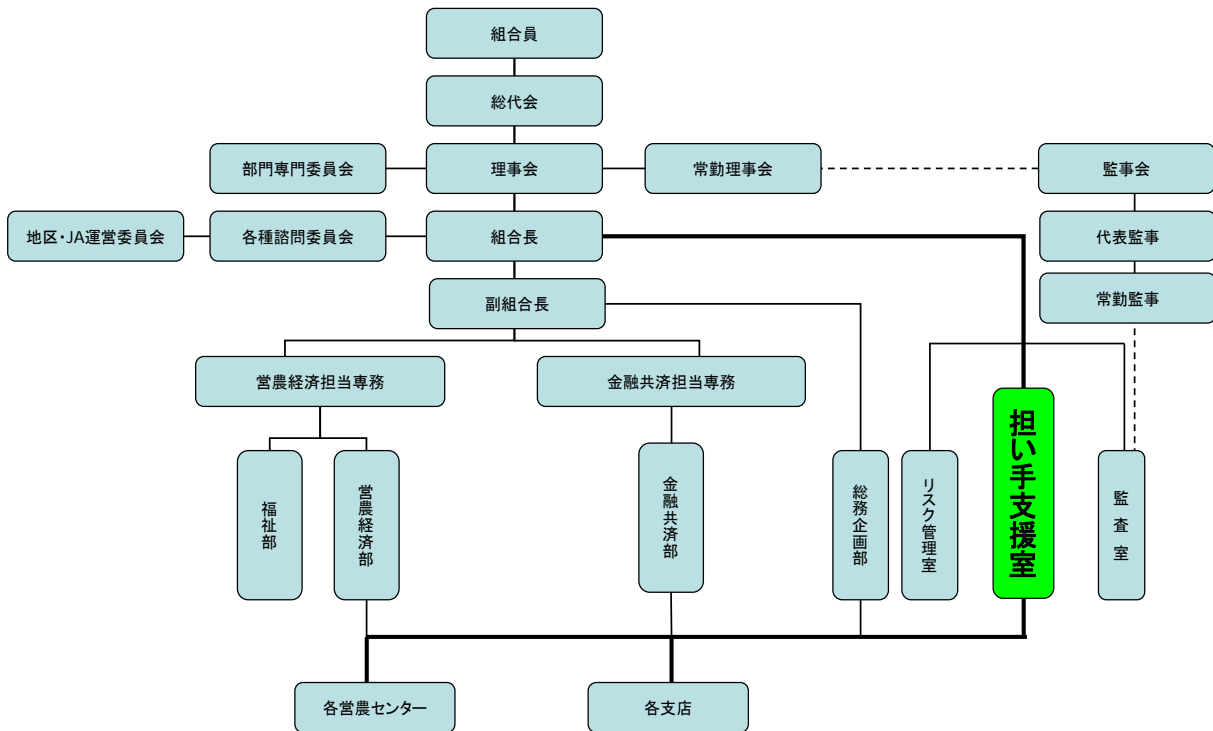 組合員
総代会
部門専門委員会
理事会
常勤理事会
監事会
地区・JA運営委員会
各種諮問委員会
組合長
代表監事
副組合長
常勤監事
営農経済担当専務
金融共済担当専務
福祉部
営農経済部
金融共済部
総務企画部
リスク管理室
担い手支援室
監査室
各営農センター
各支店